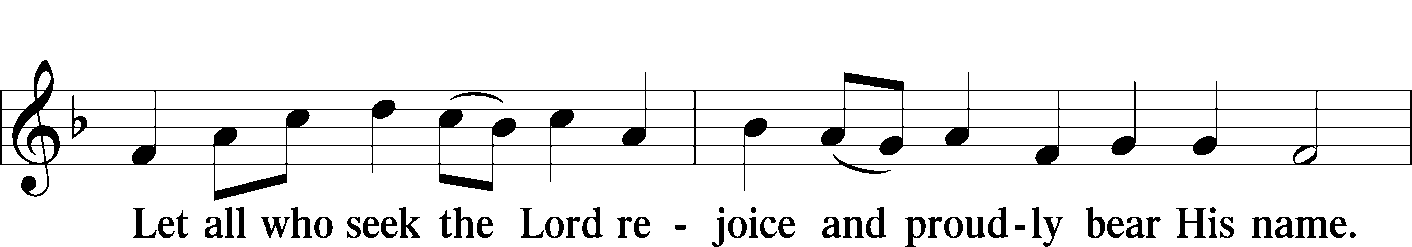 Let all who seek the Lord re - joice and proud-ly bear His name.